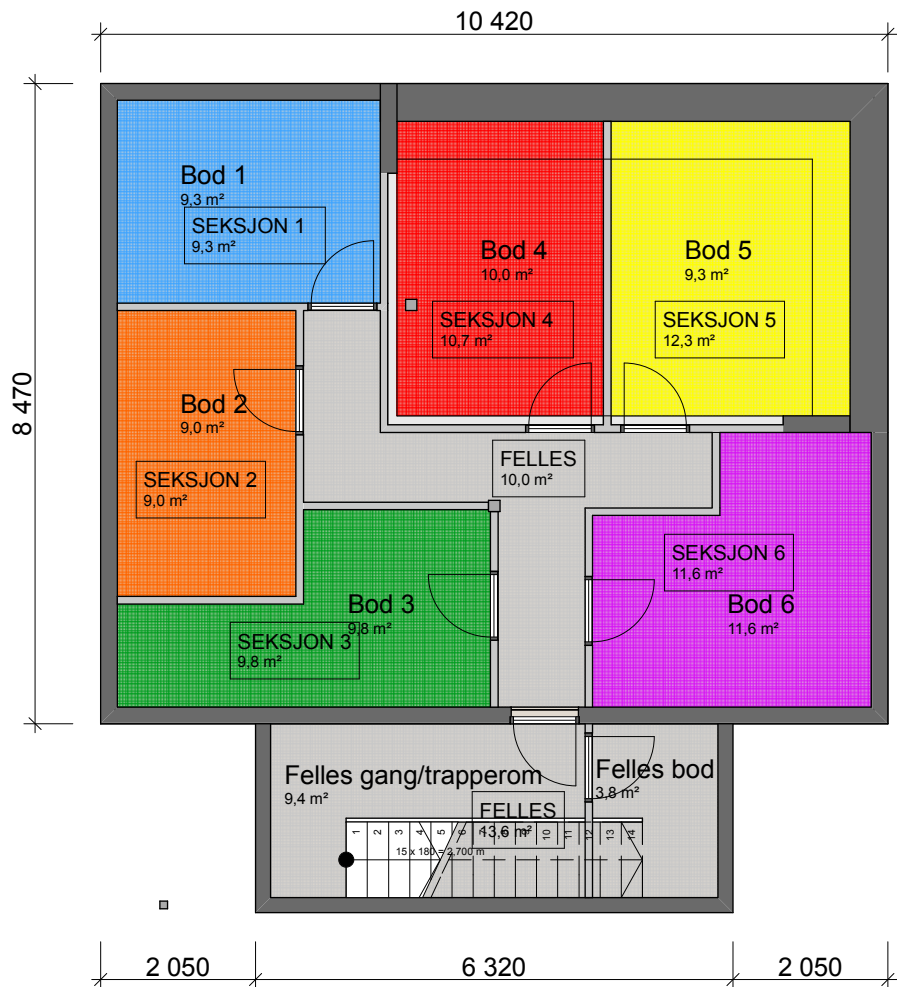 10 420
Bod 1
9,3 m²
SEKSJON 1
9,3 m²
Bod 4
10,0 m²
SEKSJON 4
10,7 m²
Bod 5
9,3 m²
SEKSJON 5
12,3 m²
8 470
Bod 2
9,0 m²
SEKSJON 2
9,0 m²
FELLES
10,0 m²
Bod 3
9,8 m²
SEKSJON 3
9,8 m²
SEKSJON 6
11,6 m²
Bod 6
11,6 m²
Felles gang/trapperom
9,4 m²
Felles bod
3,8 m²
FELLES
13,6 m²
1 2 3 4 5 6 7 8 9 10 11 12 13 14
15 x 180 = 2,700 m
2 050 6 320 2 050